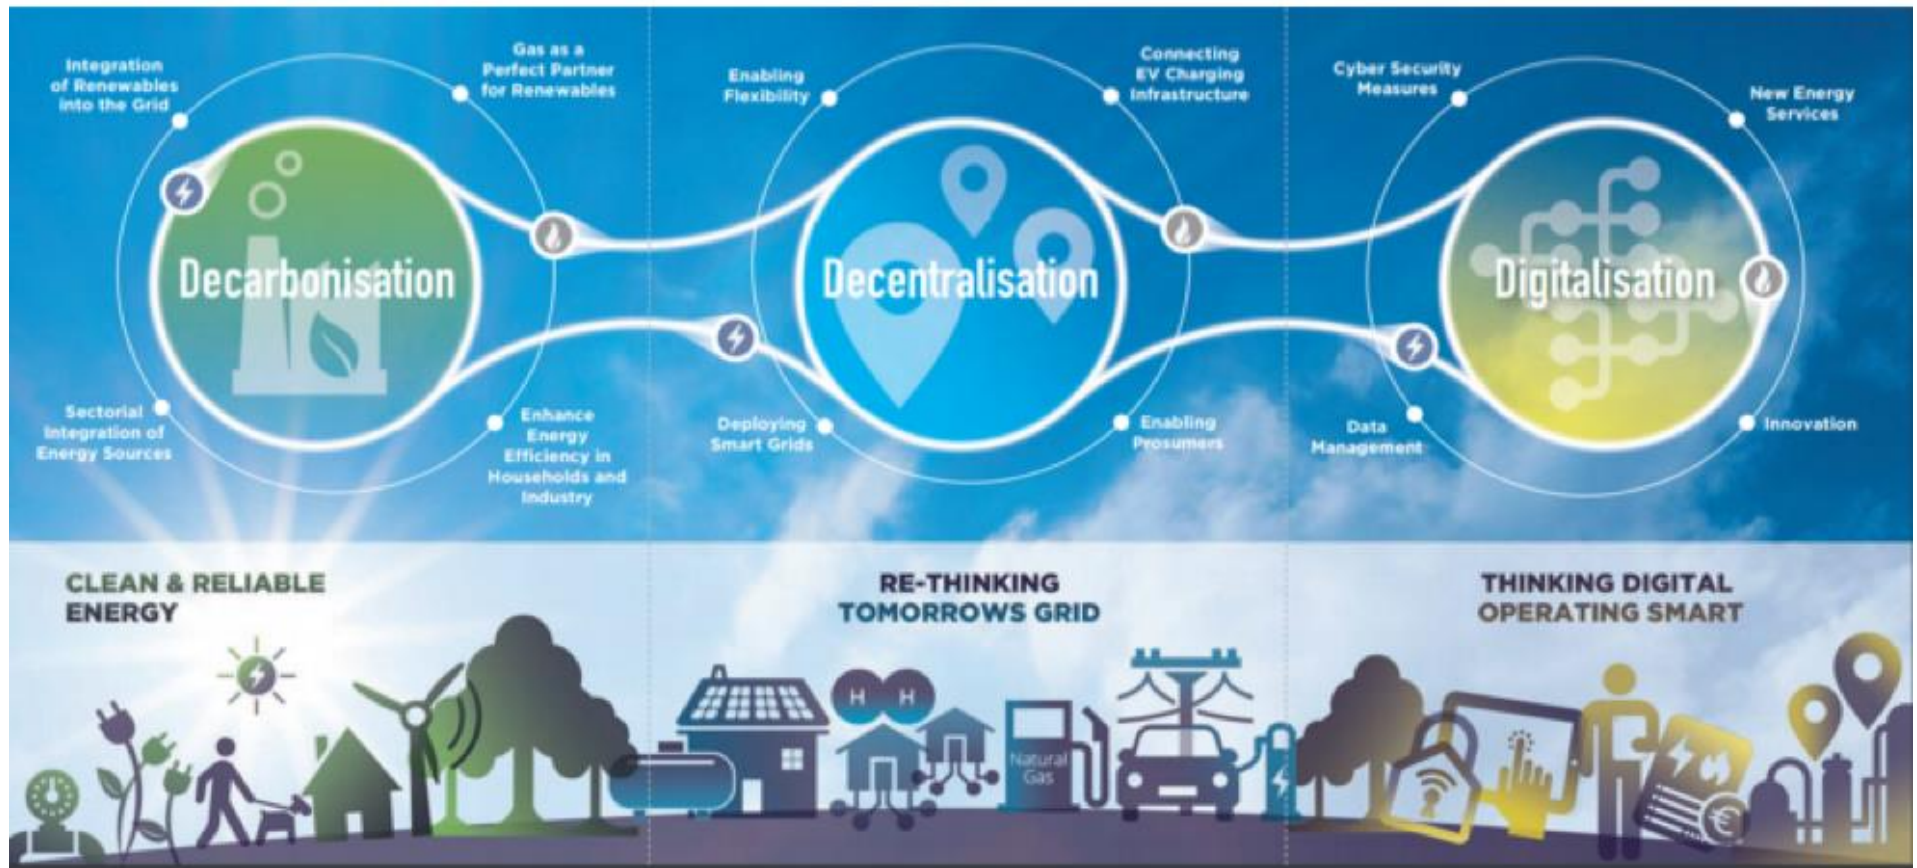 Integration
of Renewables
into the Grid
Gas as a
Perfect Partner
for Renewables
Decarbonisation
Sectorial
Integration of
Energy Sources
Enhance
Energy
Efficiency in
Households and
Industry
Enabling
Flexibility
Connecting
EV Charging
Infrastructure
Decentralisation
Deploying
Smart Grids
Enabling
Prosumers
Cyber Security
Measures
New Energy
Services
Digitalisation
Data
Management
Innovation
CLEAN & RELIABLE
ENERGY
RE-THINKING
TOMORROWS GRID
H H
Natural
Gas
THINKING DIGITAL
OPERATING SMART
€